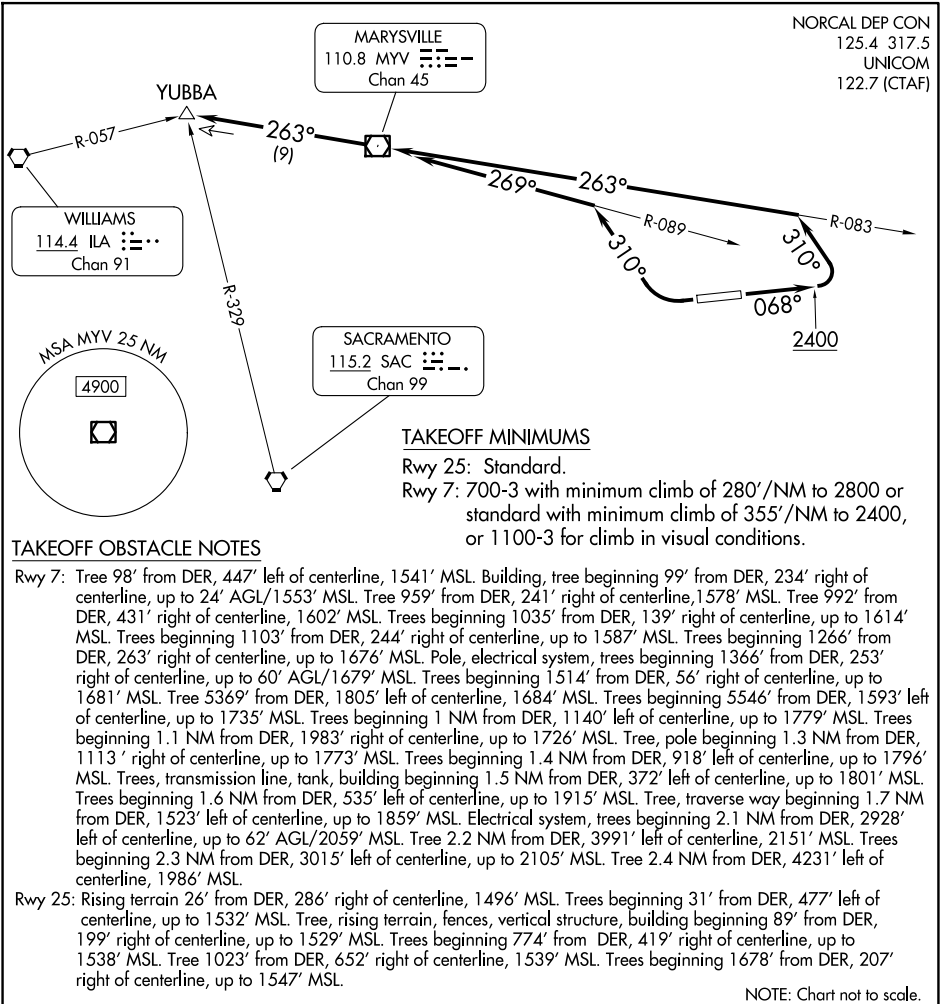 NORCAL DEP CON
125.4 317.5
UNICOM
122.7 (CTAF)
MARYSVILLE
110.8 MYV
Chan 45
YUBBA
R-057
263°
(9)
269°
263°
R-089
R-083
310°
310°
068°
2400
WILLIAMS
114.4 ILA
Chan 91
R-329
MSA MYV 25 NM
4900
SACRAMENTO
115.2 SAC
Chan 99
TAKEOFF MINIMUMS
Rwy 25: Standard.
Rwy 7: 700-3 with minimum climb of 280'/NM to 2800 or
standard with minimum climb of 355'/NM to 2400,
or 1100-3 for climb in visual conditions.
TAKEOFF OBSTACLE NOTES
Rwy 7: Tree 98' from DER, 447' left of centerline, 1541' MSL. Building, tree beginning 99' from DER, 234' right of
centerline, up to 24' AGL/1553' MSL. Tree 959' from DER, 241' right of centerline,1578' MSL. Tree 992' from
DER, 431' right of centerline, 1602' MSL. Trees beginning 1035' from DER, 139' right of centerline, up to 1614'
MSL. Trees beginning 1103' from DER, 244' right of centerline, up to 1587' MSL. Trees beginning 1266' from
DER, 263' right of centerline, up to 1676' MSL. Pole, electrical system, trees beginning 1366' from DER, 253'
right of centerline, up to 60' AGL/1679' MSL. Trees beginning 1514' from DER, 56' right of centerline, up to
1681' MSL. Tree 5369' from DER, 1805' left of centerline, 1684' MSL. Trees beginning 5546' from DER, 1593' left
of centerline, up to 1735' MSL. Trees beginning 1 NM from DER, 1140' left of centerline, up to 1779' MSL. Trees
beginning 1.1 NM from DER, 1983' right of centerline, up to 1726' MSL. Tree, pole beginning 1.3 NM from DER,
1113 ' right of centerline, up to 1773' MSL. Trees beginning 1.4 NM from DER, 918' left of centerline, up to 1796'
MSL. Trees, transmission line, tank, building beginning 1.5 NM from DER, 372' left of centerline, up to 1801' MSL.
Trees beginning 1.6 NM from DER, 535' left of centerline, up to 1915' MSL. Tree, traverse way beginning 1.7 NM
from DER, 1523' left of centerline, up to 1859' MSL. Electrical system, trees beginning 2.1 NM from DER, 2928'
left of centerline, up to 62' AGL/2059' MSL. Tree 2.2 NM from DER, 3991' left of centerline, 2151' MSL. Trees
beginning 2.3 NM from DER, 3015' left of centerline, up to 2105' MSL. Tree 2.4 NM from DER, 4231' left of
centerline, 1986' MSL.
Rwy 25: Rising terrain 26' from DER, 286' right of centerline, 1496' MSL. Trees beginning 31' from DER, 477' left of
centerline, up to 1532' MSL. Tree, rising terrain, fences, vertical structure, building beginning 89' from DER,
199' right of centerline, up to 1529' MSL. Trees beginning 774' from DER, 419' right of centerline, up to
1538' MSL. Tree 1023' from DER, 652' right of centerline, 1539' MSL. Trees beginning 1678' from DER, 207'
right of centerline, up to 1547' MSL.
NOTE: Chart not to scale.